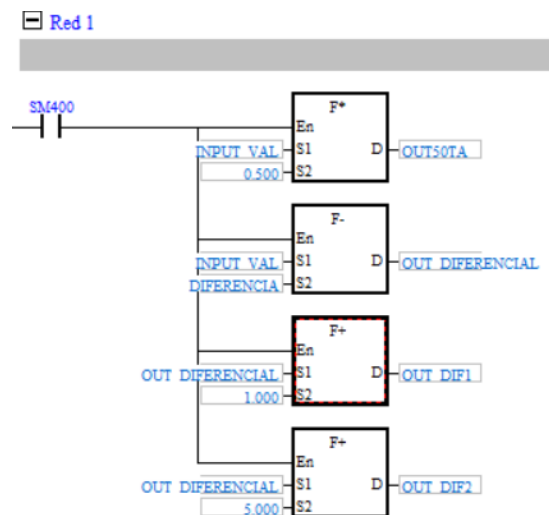 Red 1
SM400
F*
En
INPUT_VAL S1 D OUT50TA
0.500 S2
F-
En
INPUT_VAL S1 D OUT_DIFERENCIAL
DIFERENCIA S2
F+
En
OUT_DIFERENCIAL S1 D OUT_DIF1
1.000 S2
F+
En
OUT_DIFERENCIAL S1 D OUT_DIF2
5.000 S2